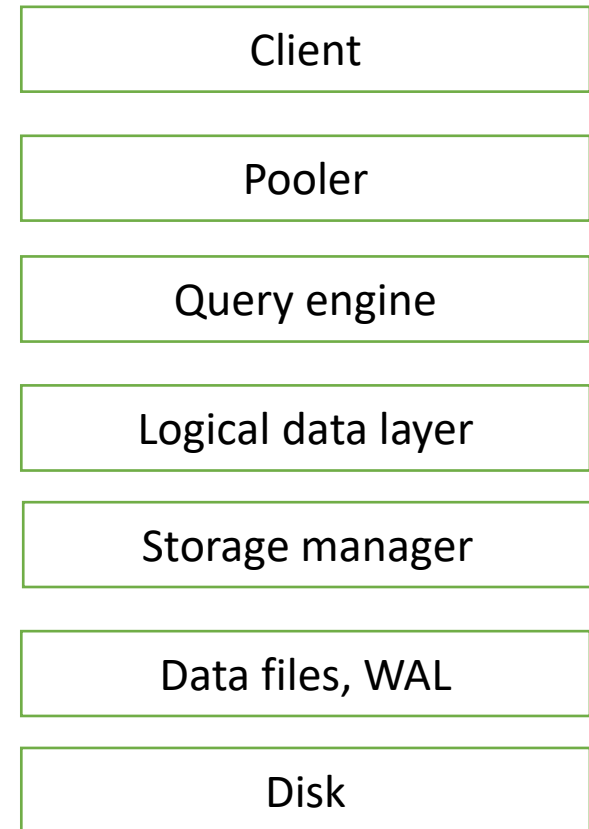 Client
Pooler
Query engine
Logical data layer
Storage manager
Data files, WAL
Disk